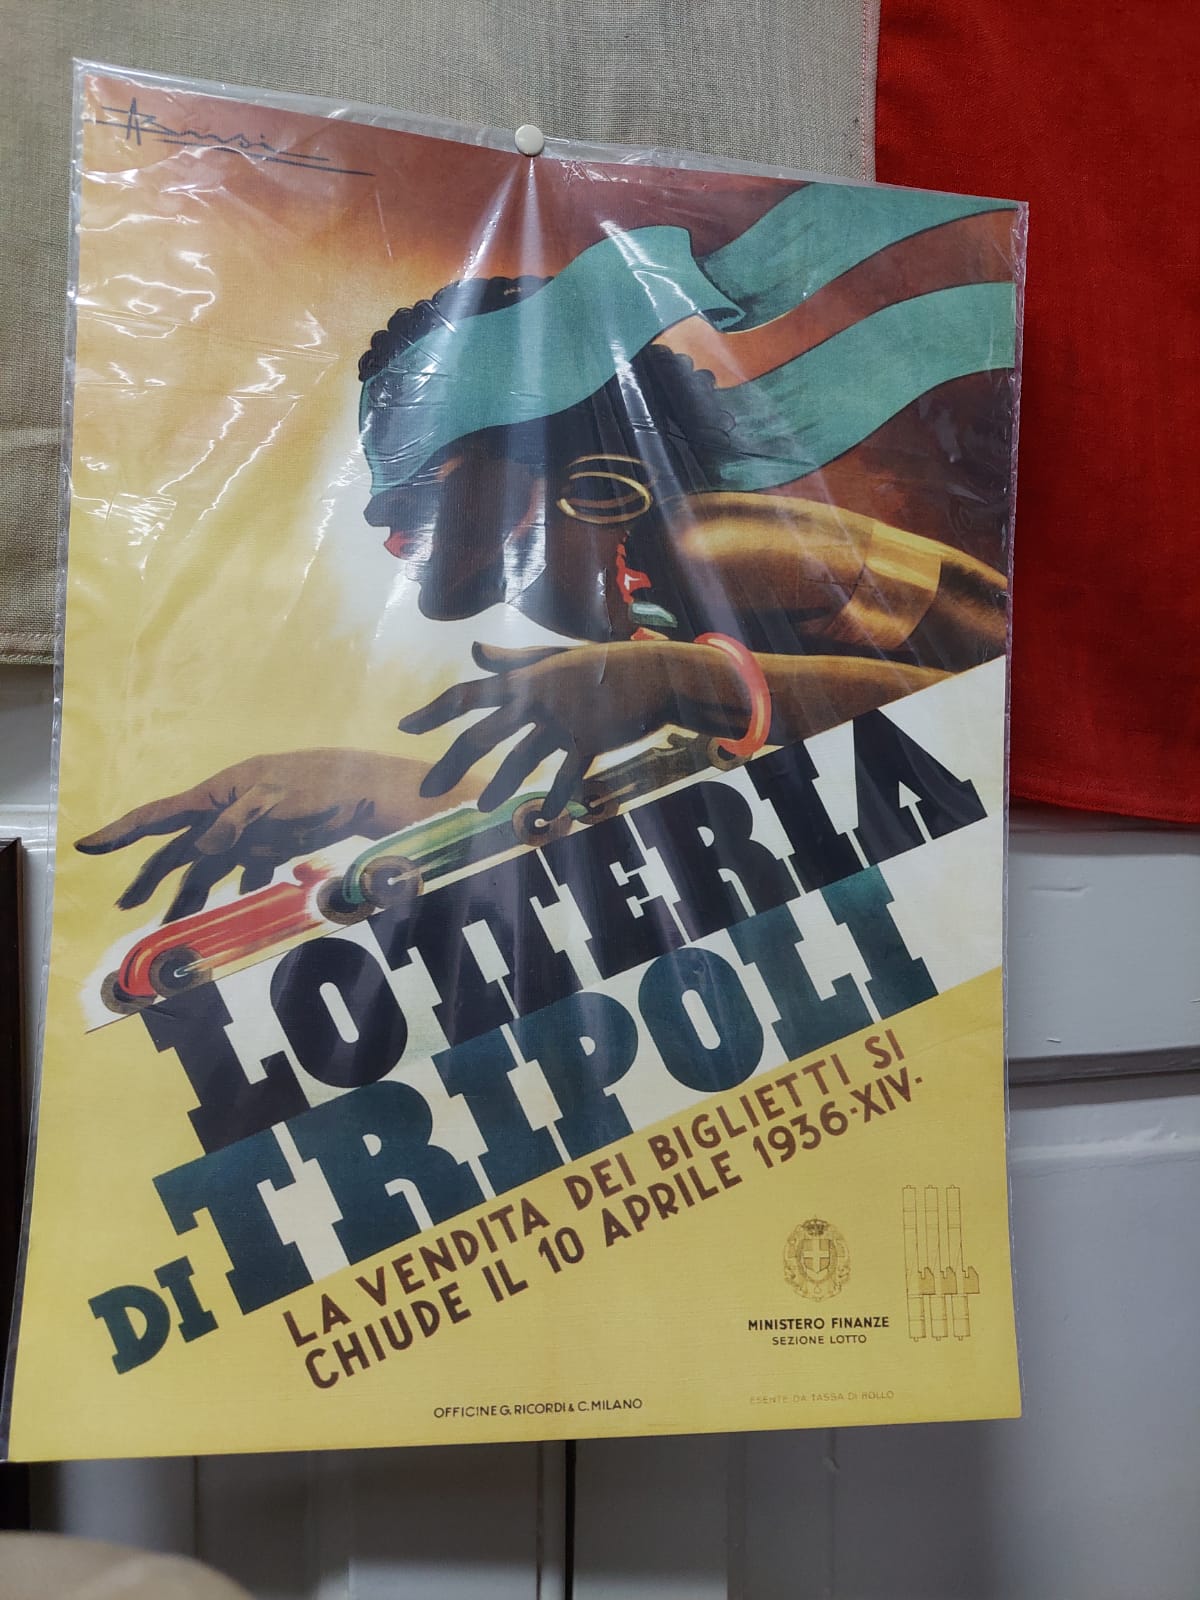 ABusi
LOTTERIA
DI TRIPOLI
LA VENDITA DEI BIGLIETTI SI
CHIUDE IL 10 APRILE 1936-XIV.
MINISTERO FINANZE
SEZIONE LOTTO
OFFICINE G. RICORDI & C. MILANO
ESENTE DA TASSA DI BOLLO